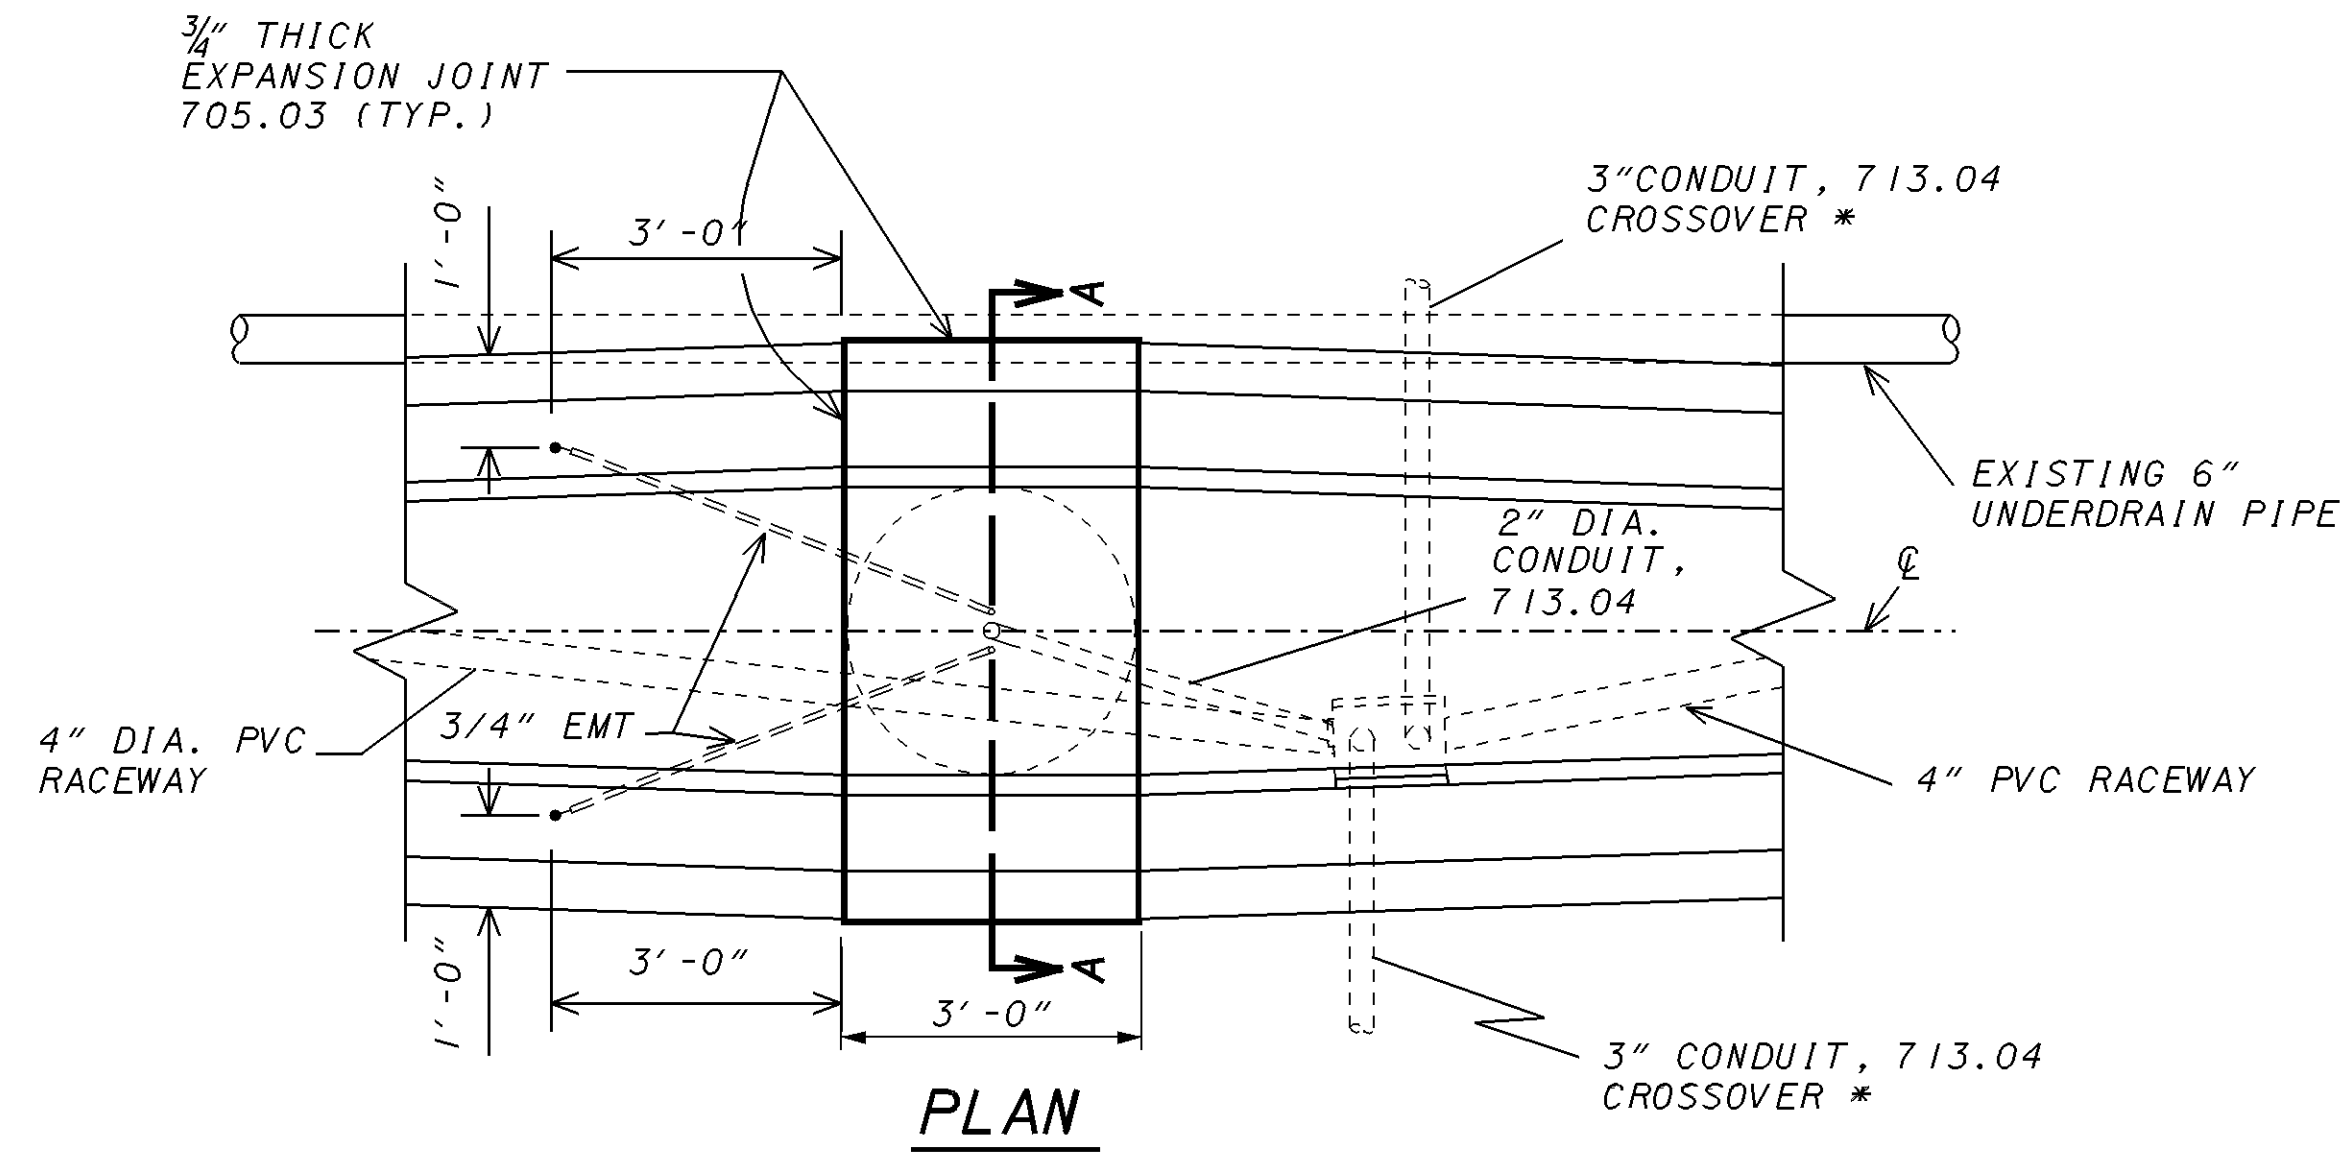 3/4" THICK
EXPANSION JOINT
705.03 (TYP.)
1'-0"
3'-0"
A
3"CONDUIT, 713.04
CROSSOVER *
EXISTING 6"
UNDERDRAIN PIPE
2" DIA.
CONDUIT,
713.04
℄
4" DIA. PVC
RACEWAY
3/4" EMT
4" PVC RACEWAY
1'-0"
3'-0"
3'-0"
A
3" CONDUIT, 713.04
CROSSOVER *
PLAN